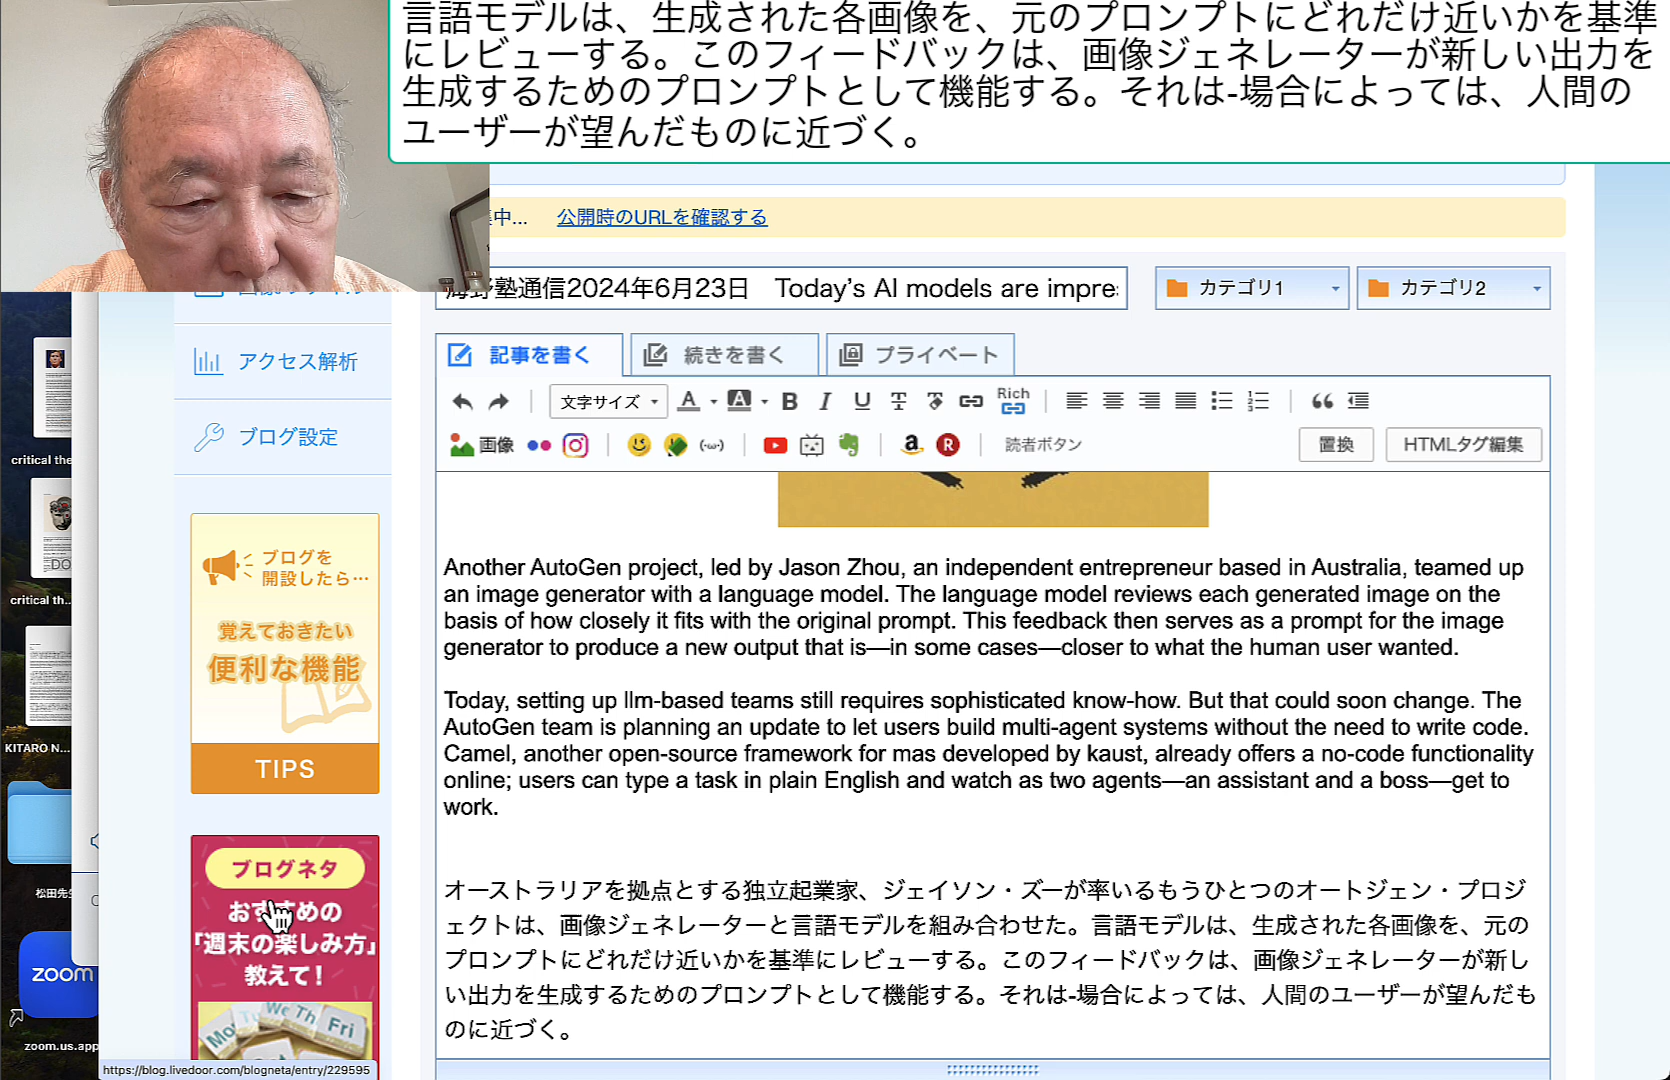 言語モデルは、生成された各画像を、元のプロンプトにどれだけ近いかを基準
にレビューする。このフィードバックは、画像ジェネレーターが新しい出力を
生成するためのプロンプトとして機能する。それは-場合によっては、人間の
ユーザーが望んだものに近づく。
中... 公開時のURLを確認する
塾通信2024年6月23日 Today's AI models are impre
カテゴリ1
カテゴリ2
アクセス解析
ブログ設定
記事を書く
続きを書く
プライベート
文字サイズ
A
A
B
I
U
T
Rich
画像
読者ボタン
置換
HTMLタグ編集
critical the
critical th...
KITARO N...
松田先
zoom
zoom.us.app
ブログを
開設したら…
覚えておきたい
便利な機能
TIPS
ブログネタ
おすすめの
「週末の楽しみ方」
教えて!
We Th Fri
https://blog.livedoor.com/blogneta/entry/229595
Another AutoGen project, led by Jason Zhou, an independent entrepreneur based in Australia, teamed up
an image generator with a language model. The language model reviews each generated image on the
basis of how closely it fits with the original prompt. This feedback then serves as a prompt for the image
generator to produce a new output that is—in some cases—closer to what the human user wanted.
Today, setting up llm-based teams still requires sophisticated know-how. But that could soon change. The
AutoGen team is planning an update to let users build multi-agent systems without the need to write code.
Camel, another open-source framework for mas developed by kaust, already offers a no-code functionality
online; users can type a task in plain English and watch as two agents—an assistant and a boss—get to
work.
オーストラリアを拠点とする独立起業家、ジェイソン・ズーが率いるもうひとつのオートジェン・プロジ
ェクトは、画像ジェネレーターと言語モデルを組み合わせた。言語モデルは、生成された各画像を、元の
プロンプトにどれだけ近いかを基準にレビューする。このフィードバックは、画像ジェネレーターが新し
い出力を生成するためのプロンプトとして機能する。それは-場合によっては、人間のユーザーが望んだも
のに近づく。